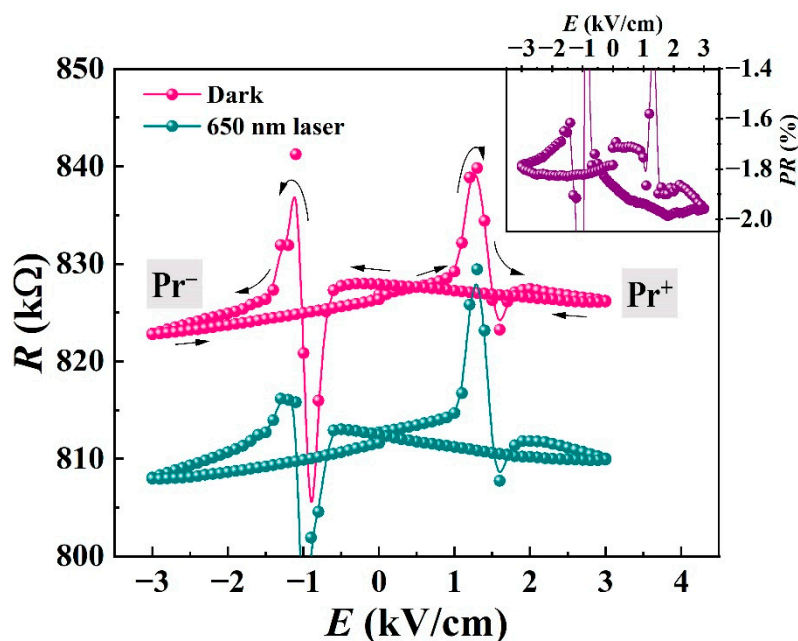 E (kV/cm)
−3 −2 −1 0 1 2 3
−1.4
−1.6
−1.8
−2.0
PR (%)
850
840
830
820
810
800
R (kΩ)
Dark
650 nm laser
Pr⁻
Pr⁺
−3 −2 −1 0 1 2 3 4
E (kV/cm)